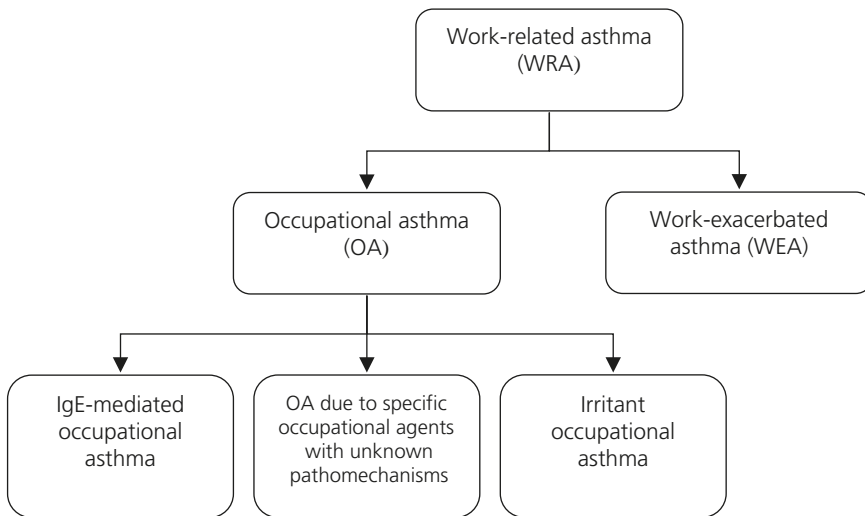 Work-related asthma
(WRA)
Occupational asthma
(OA)
Work-exacerbated
asthma (WEA)
IgE-mediated
occupational
asthma
OA due to specific
occupational agents
with unknown
pathomechanisms
Irritant
occupational
asthma